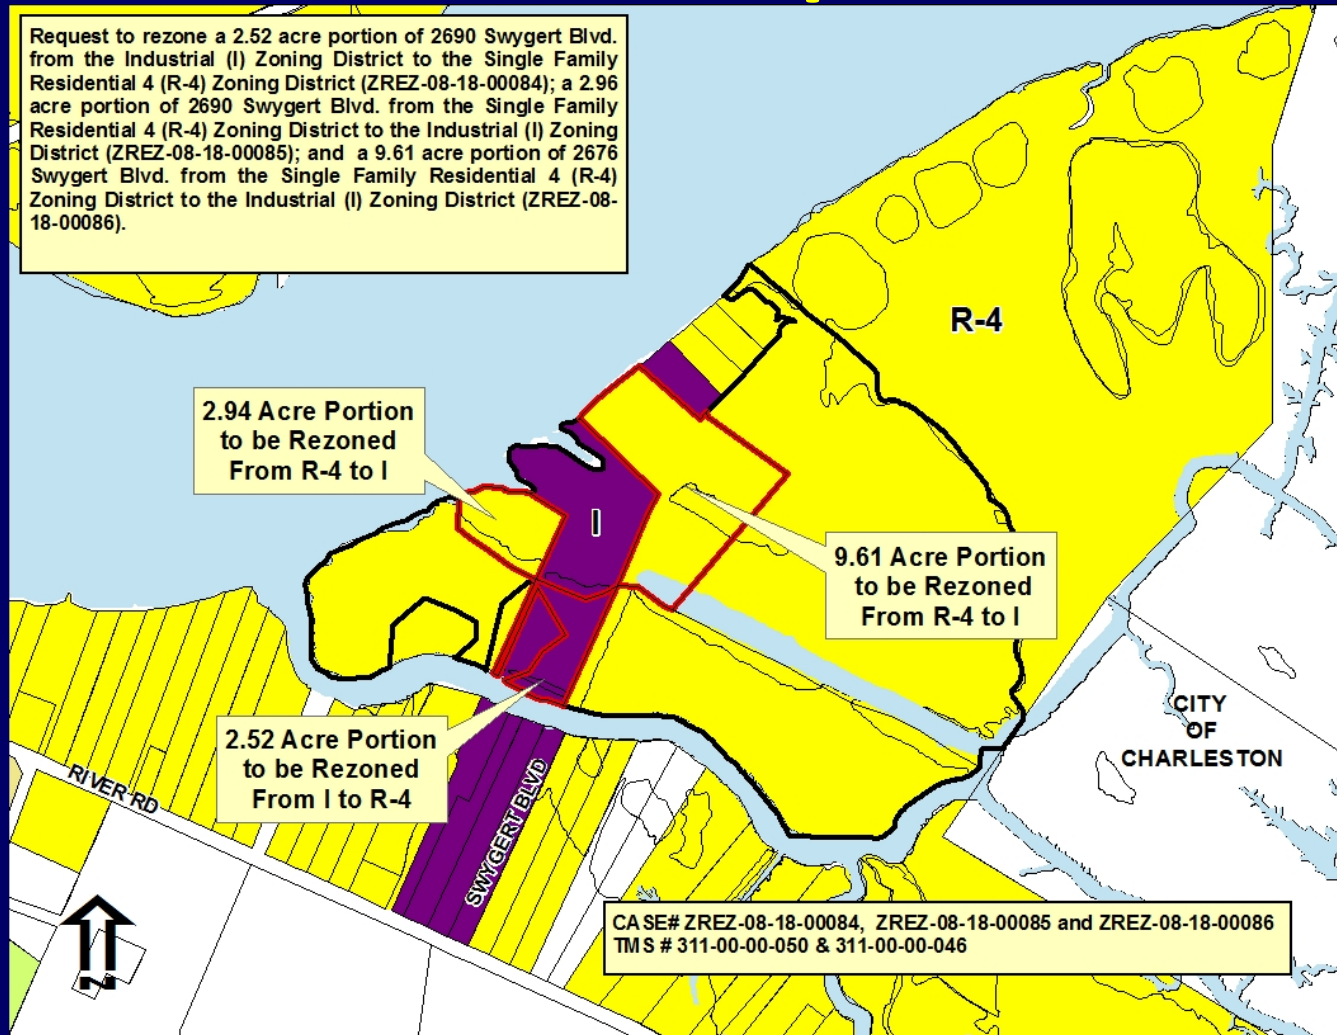 Request to rezone a 2.52 acre portion of 2690 Swygert Blvd.
from the Industrial (I) Zoning District to the Single Family
Residential 4 (R-4) Zoning District (ZREZ-08-18-00084); a 2.96
acre portion of 2690 Swygert Blvd. from the Single Family
Residential 4 (R-4) Zoning District to the Industrial (I) Zoning
District (ZREZ-08-18-00085); and a 9.61 acre portion of 2676
Swygert Blvd. from the Single Family Residential 4 (R-4)
Zoning District to the Industrial (I) Zoning District (ZREZ-08-
18-00086).
R-4
2.94 Acre Portion
to be Rezoned
From R-4 to I
I
9.61 Acre Portion
to be Rezoned
From R-4 to I
2.52 Acre Portion
to be Rezoned
From I to R-4
CITY
OF
CHARLESTON
RIVER RD
SWYGERT BLVD
CASE# ZREZ-08-18-00084, ZREZ-08-18-00085 and ZREZ-08-18-00086
TMS # 311-00-00-050 & 311-00-00-046
N